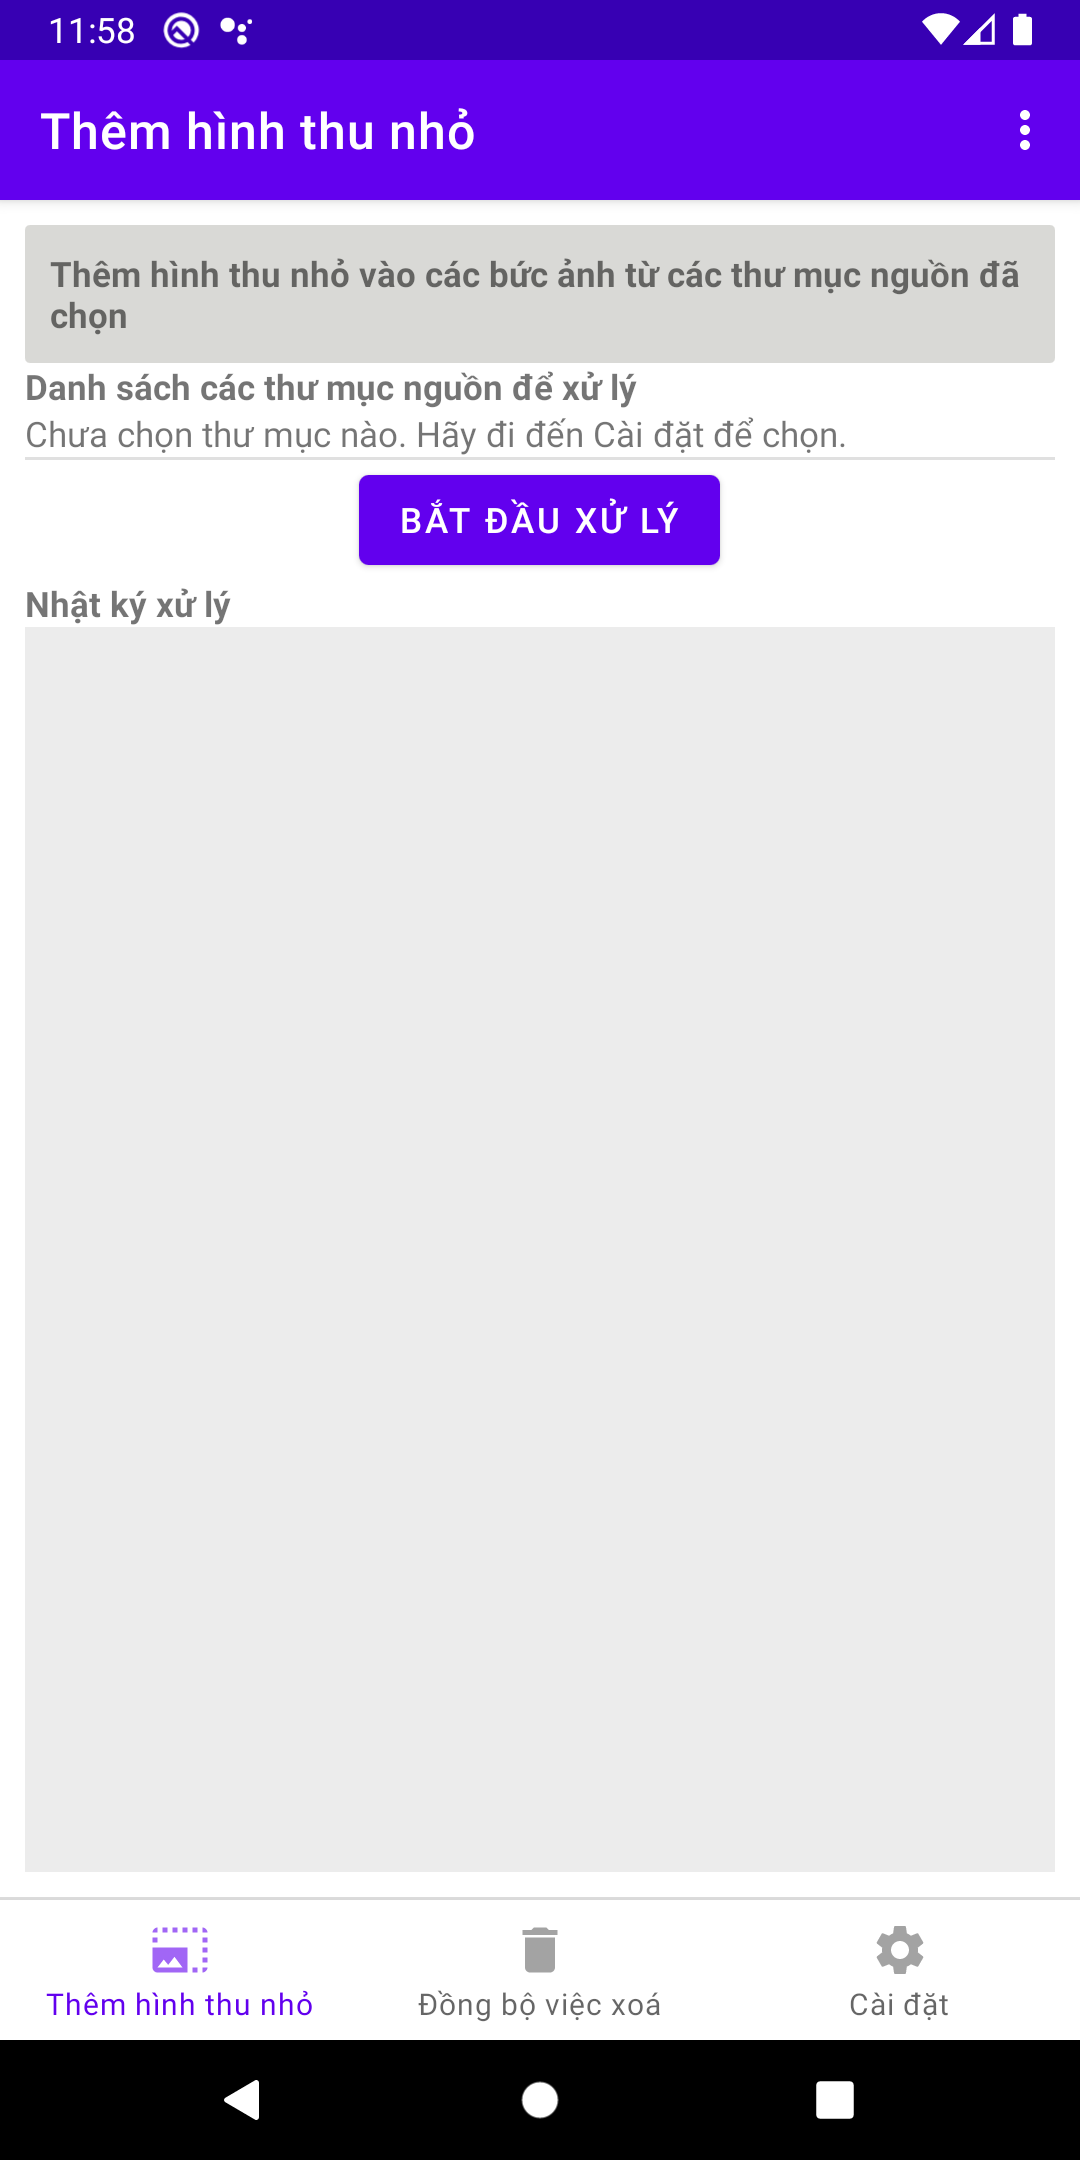 11:58
Thêm hình thu nhỏ
Thêm hình thu nhỏ vào các bức ảnh từ các thư mục nguồn đã
chọn
Danh sách các thư mục nguồn để xử lý
Chưa chọn thư mục nào. Hãy đi đến Cài đặt để chọn.
BẮT ĐẦU XỬ LÝ
Nhật ký xử lý
Thêm hình thu nhỏ
Đồng bộ việc xoá
Cài đặt